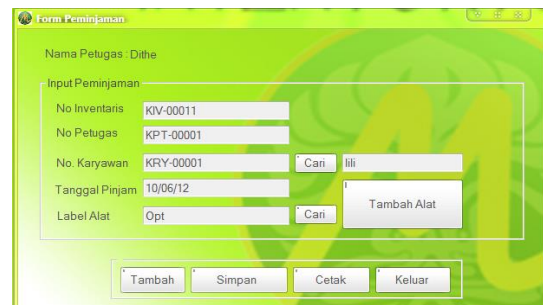 Form Peminjaman
Nama Petugas : Dithe
Input Peminjaman
No Inventaris KIV-00011
No Petugas KPT-00001
No. Karyawan KRY-00001 Cari lili
Tanggal Pinjam 10/06/12
Label Alat Opt Cari Tambah Alat
Tambah Simpan Cetak Keluar